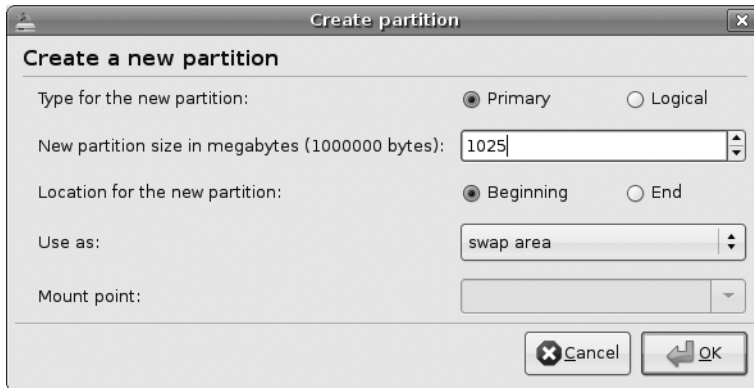 Create partition
Create a new partition
Type for the new partition: Primary Logical
New partition size in megabytes (1000000 bytes): 1025
Location for the new partition: Beginning End
Use as: swap area
Mount point:
Cancel OK